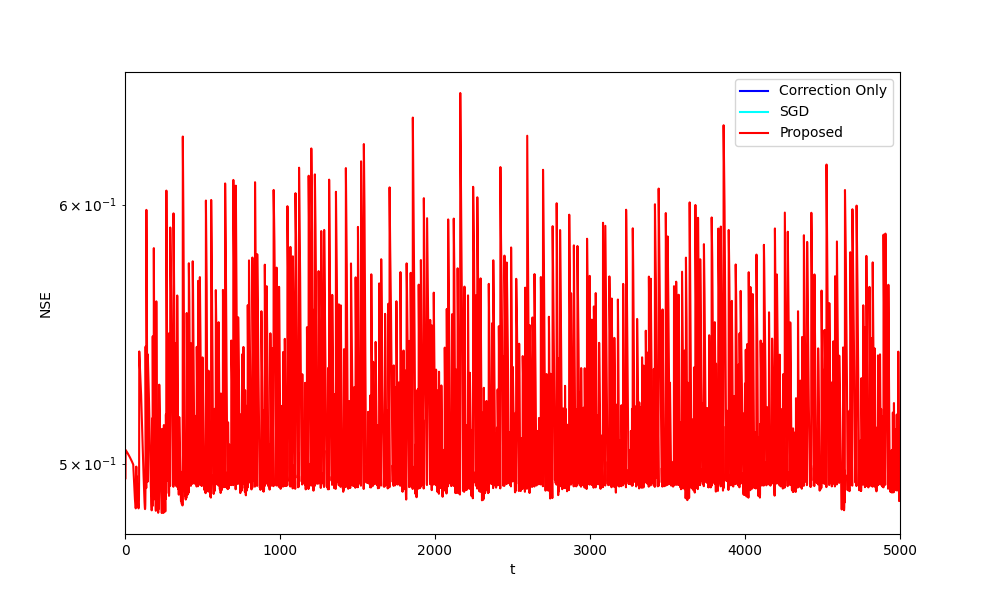 Correction Only
SGD
Proposed
6 × 10⁻¹
5 × 10⁻¹
NSE
0 1000 2000 3000 4000 5000
t